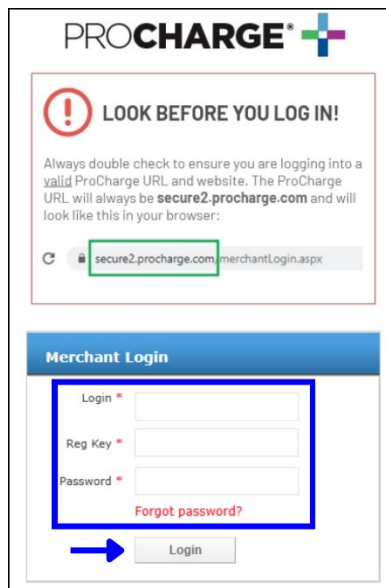 PROCHARGE®
LOOK BEFORE YOU LOG IN!
Always double check to ensure you are logging into a
valid ProCharge URL and website. The ProCharge
URL will always be secure2.procharge.com and will
look like this in your browser:
secure2.procharge.com/merchantLogin.aspx
Merchant Login
Login *
Reg Key *
Password *
Forgot password?
Login